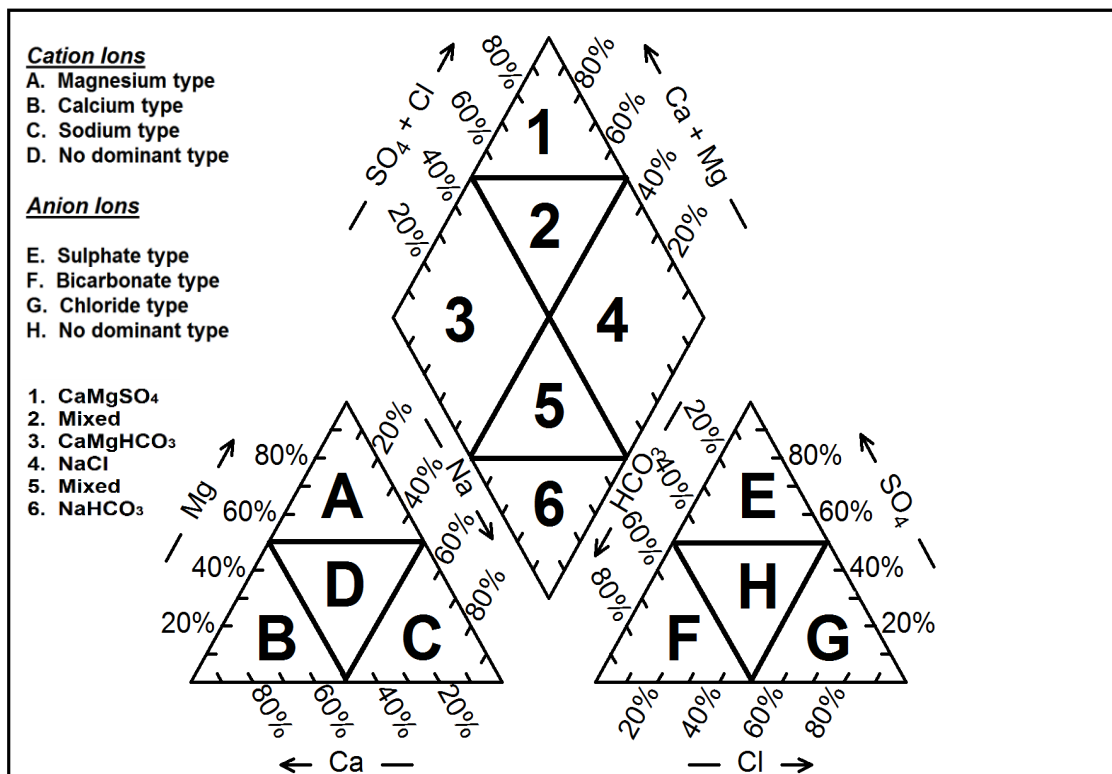 Cation Ions
A. Magnesium type
B. Calcium type
C. Sodium type
D. No dominant type
Anion Ions
E. Sulphate type
F. Bicarbonate type
G. Chloride type
H. No dominant type
1. CaMgSO₄
2. Mixed
3. CaMgHCO₃
4. NaCl
5. Mixed
6. NaHCO₃
SO₄ + Cl
20%
40%
60%
80%
Ca + Mg
80%
60%
40%
20%
1
2
3
4
5
6
Na
HCO₃
Mg
80%
60%
40%
20%
20%
40%
60%
80%
A
D
B
C
80%
60%
40%
20%
Ca
20%
40%
60%
80%
SO₄
80%
60%
40%
20%
E
H
F
G
20%
40%
60%
80%
Cl